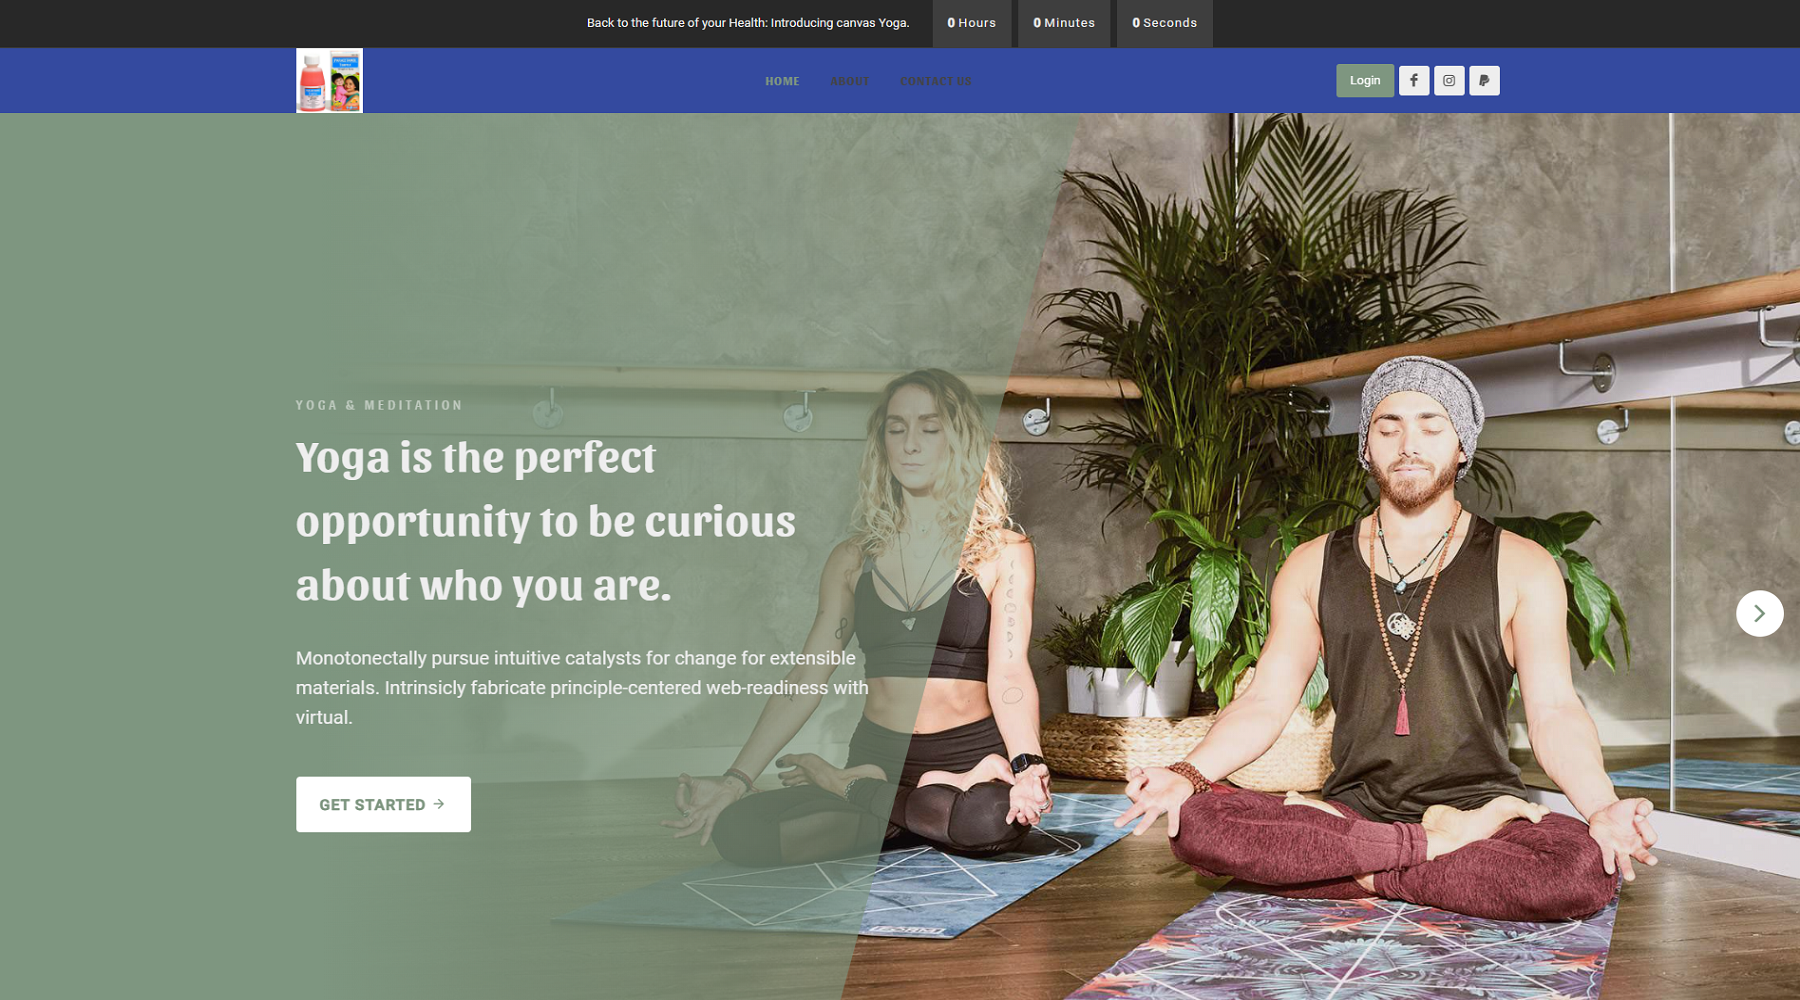 Back to the future of your Health: Introducing canvas Yoga.
0 Hours
0 Minutes
0 Seconds
HOME
ABOUT
CONTACT US
Login
YOGA & MEDITATION
Yoga is the perfect
opportunity to be curious
about who you are.
Monotonectally pursue intuitive catalysts for change for extensible
materials. Intrinsicly fabricate principle-centered web-readiness with
virtual.
GET STARTED →